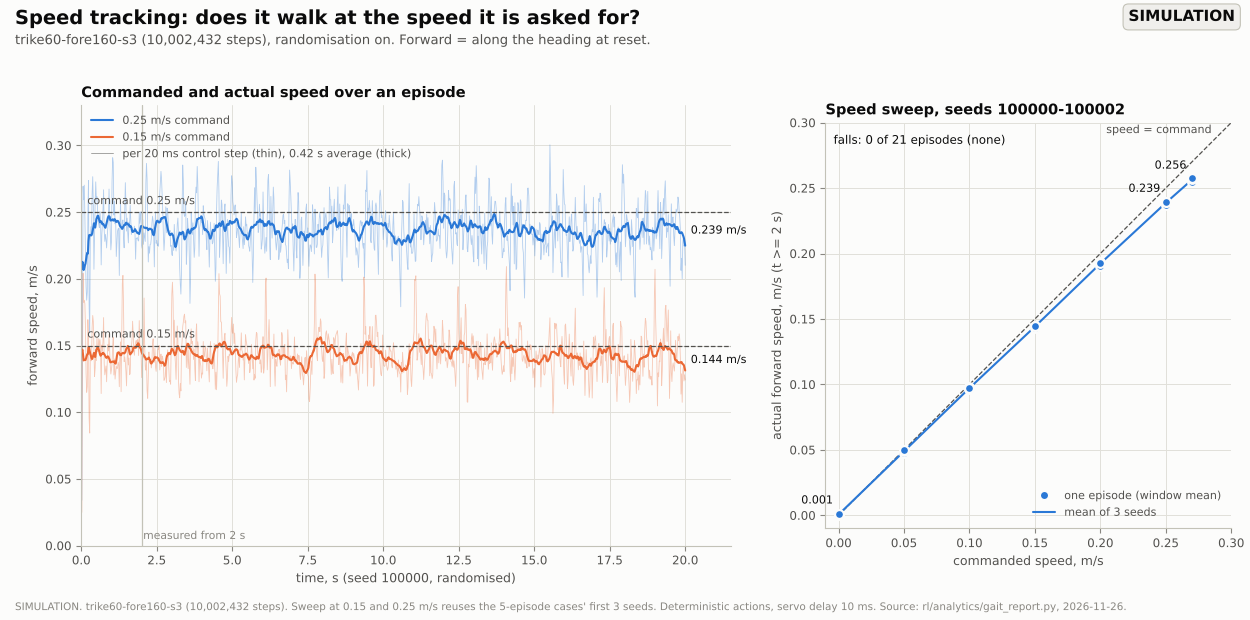 Speed tracking: does it walk at the speed it is asked for?
SIMULATION
trike60-fore160-s3 (10,002,432 steps), randomisation on. Forward = along the heading at reset.
Commanded and actual speed over an episode
0.25 m/s command
0.15 m/s command
per 20 ms control step (thin), 0.42 s average (thick)
command 0.25 m/s
0.239 m/s
command 0.15 m/s
0.144 m/s
measured from 2 s
forward speed, m/s
0.30
0.25
0.20
0.15
0.10
0.05
0.00
0.0 2.5 5.0 7.5 10.0 12.5 15.0 17.5 20.0
time, s (seed 100000, randomised)
Speed sweep, seeds 100000-100002
falls: 0 of 21 episodes (none)
speed = command
0.256
0.239
0.001
one episode (window mean)
mean of 3 seeds
actual forward speed, m/s (t >= 2 s)
0.30
0.25
0.20
0.15
0.10
0.05
0.00
0.00 0.05 0.10 0.15 0.20 0.25 0.30
commanded speed, m/s
SIMULATION. trike60-fore160-s3 (10,002,432 steps). Sweep at 0.15 and 0.25 m/s reuses the 5-episode cases' first 3 seeds. Deterministic actions, servo delay 10 ms. Source: rl/analytics/gait_report.py, 2026-11-26.